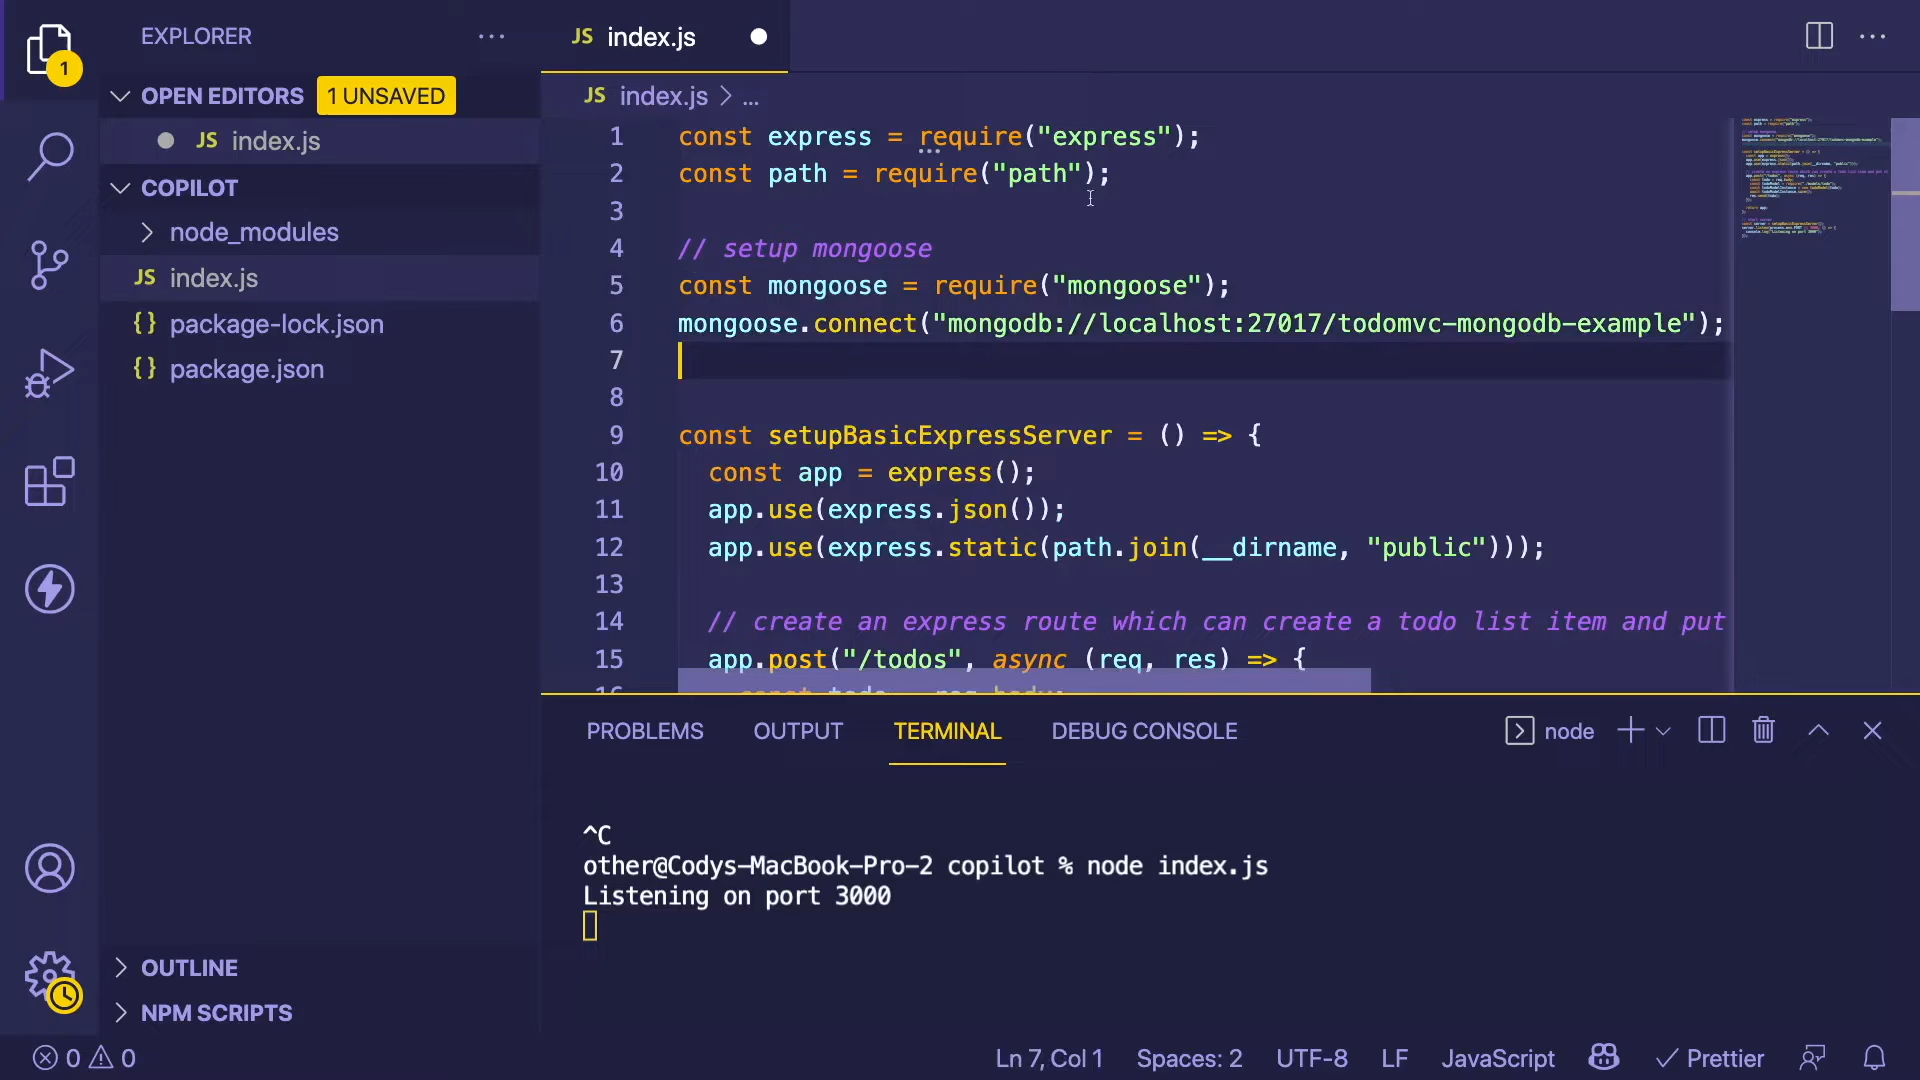 EXPLORER
OPEN EDITORS
1 UNSAVED
JS index.js
COPILOT
node_modules
JS index.js
{} package-lock.json
{} package.json
OUTLINE
NPM SCRIPTS
1
JS index.js
JS index.js > ...
1 const express = require("express");
2 const path = require("path");
3
4 // setup mongoose
5 const mongoose = require("mongoose");
6 mongoose.connect("mongodb://localhost:27017/todomvc-mongodb-example");
7
8
9 const setupBasicExpressServer = () => {
10 const app = express();
11 app.use(express.json());
12 app.use(express.static(path.join(__dirname, "public")));
13
14 // create an express route which can create a todo list item and put
15 app.post("/todos", async (req, res) => {
PROBLEMS OUTPUT TERMINAL DEBUG CONSOLE
node
^C
other@Codys-MacBook-Pro-2 copilot % node index.js
Listening on port 3000
0 0
Ln 7, Col 1 Spaces: 2 UTF-8 LF JavaScript Prettier